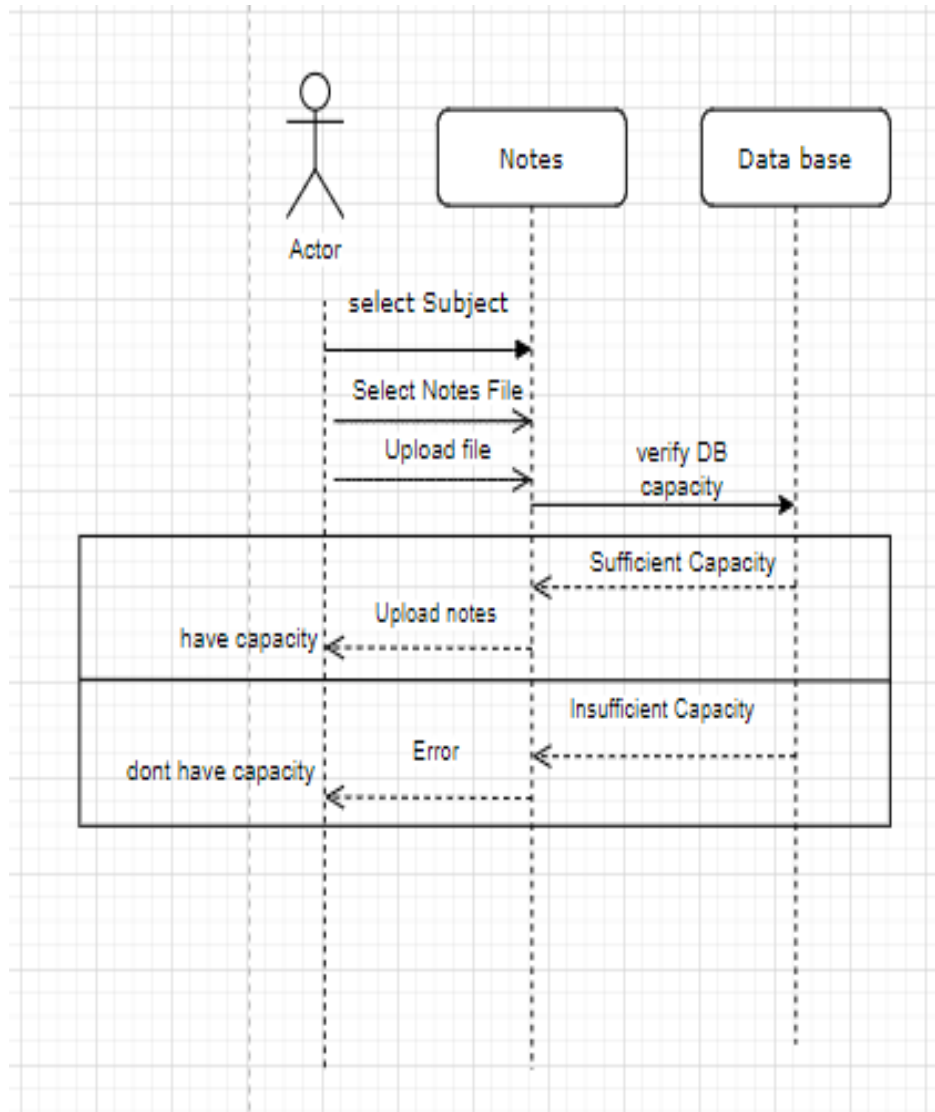 Notes
Data base
Actor
select Subject
Select Notes File
Upload file
verify DB
capacity
Sufficient Capacity
Upload notes
have capacity
Insufficient Capacity
Error
dont have capacity